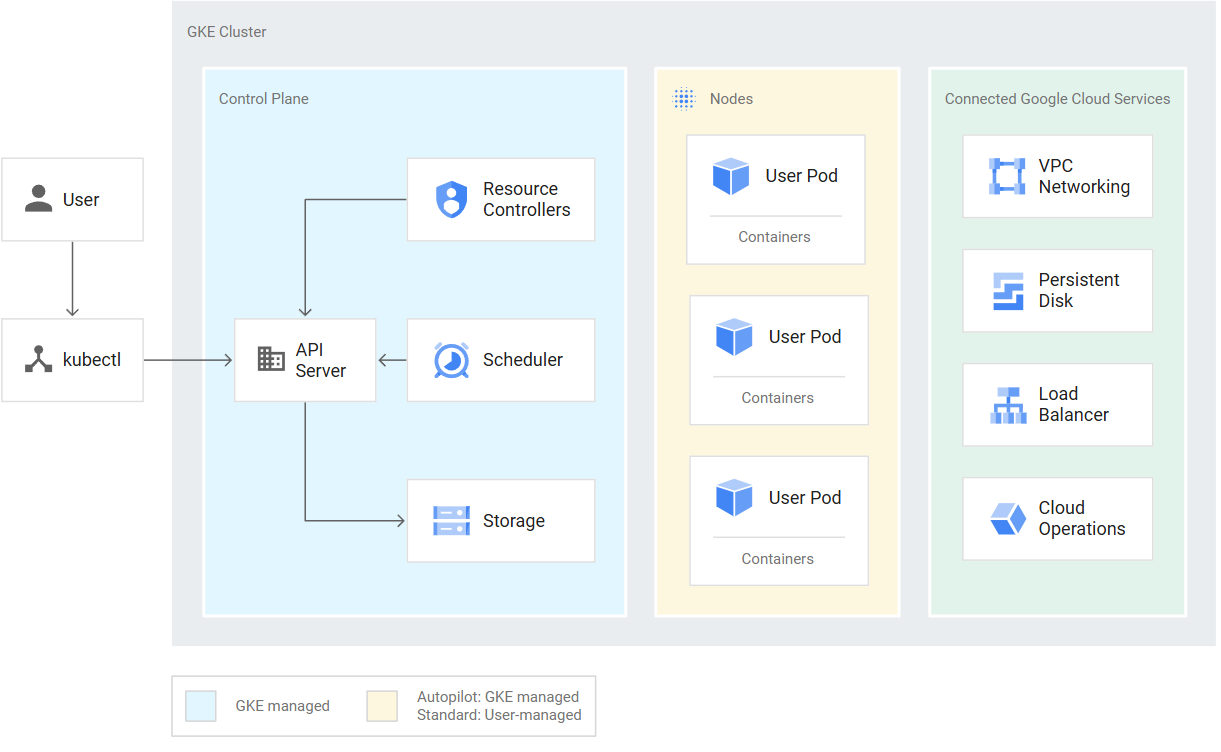 GKE Cluster
Control Plane
Nodes
Connected Google Cloud Services
User
kubectl
Resource
Controllers
API
Server
Scheduler
Storage
User Pod
Containers
User Pod
Containers
User Pod
Containers
VPC
Networking
Persistent
Disk
Load
Balancer
Cloud
Operations
GKE managed
Autopilot: GKE managed
Standard: User-managed